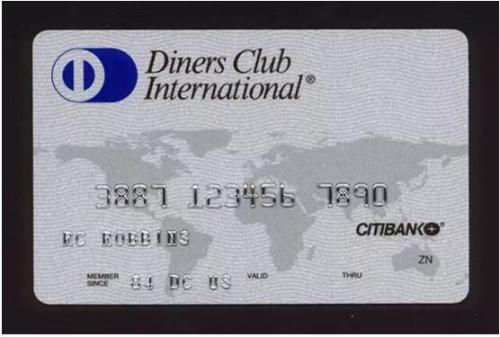 Diners Club
International®
3887 123456 7890
CITIBANK
RC ROBBINS
ZN
MEMBER
SINCE
84 DC US
VALID
THRU